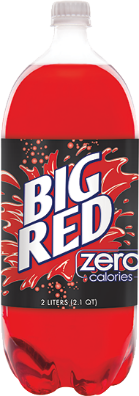 BIG
RED
zero
calories
2 LITERS (2.1 QT)